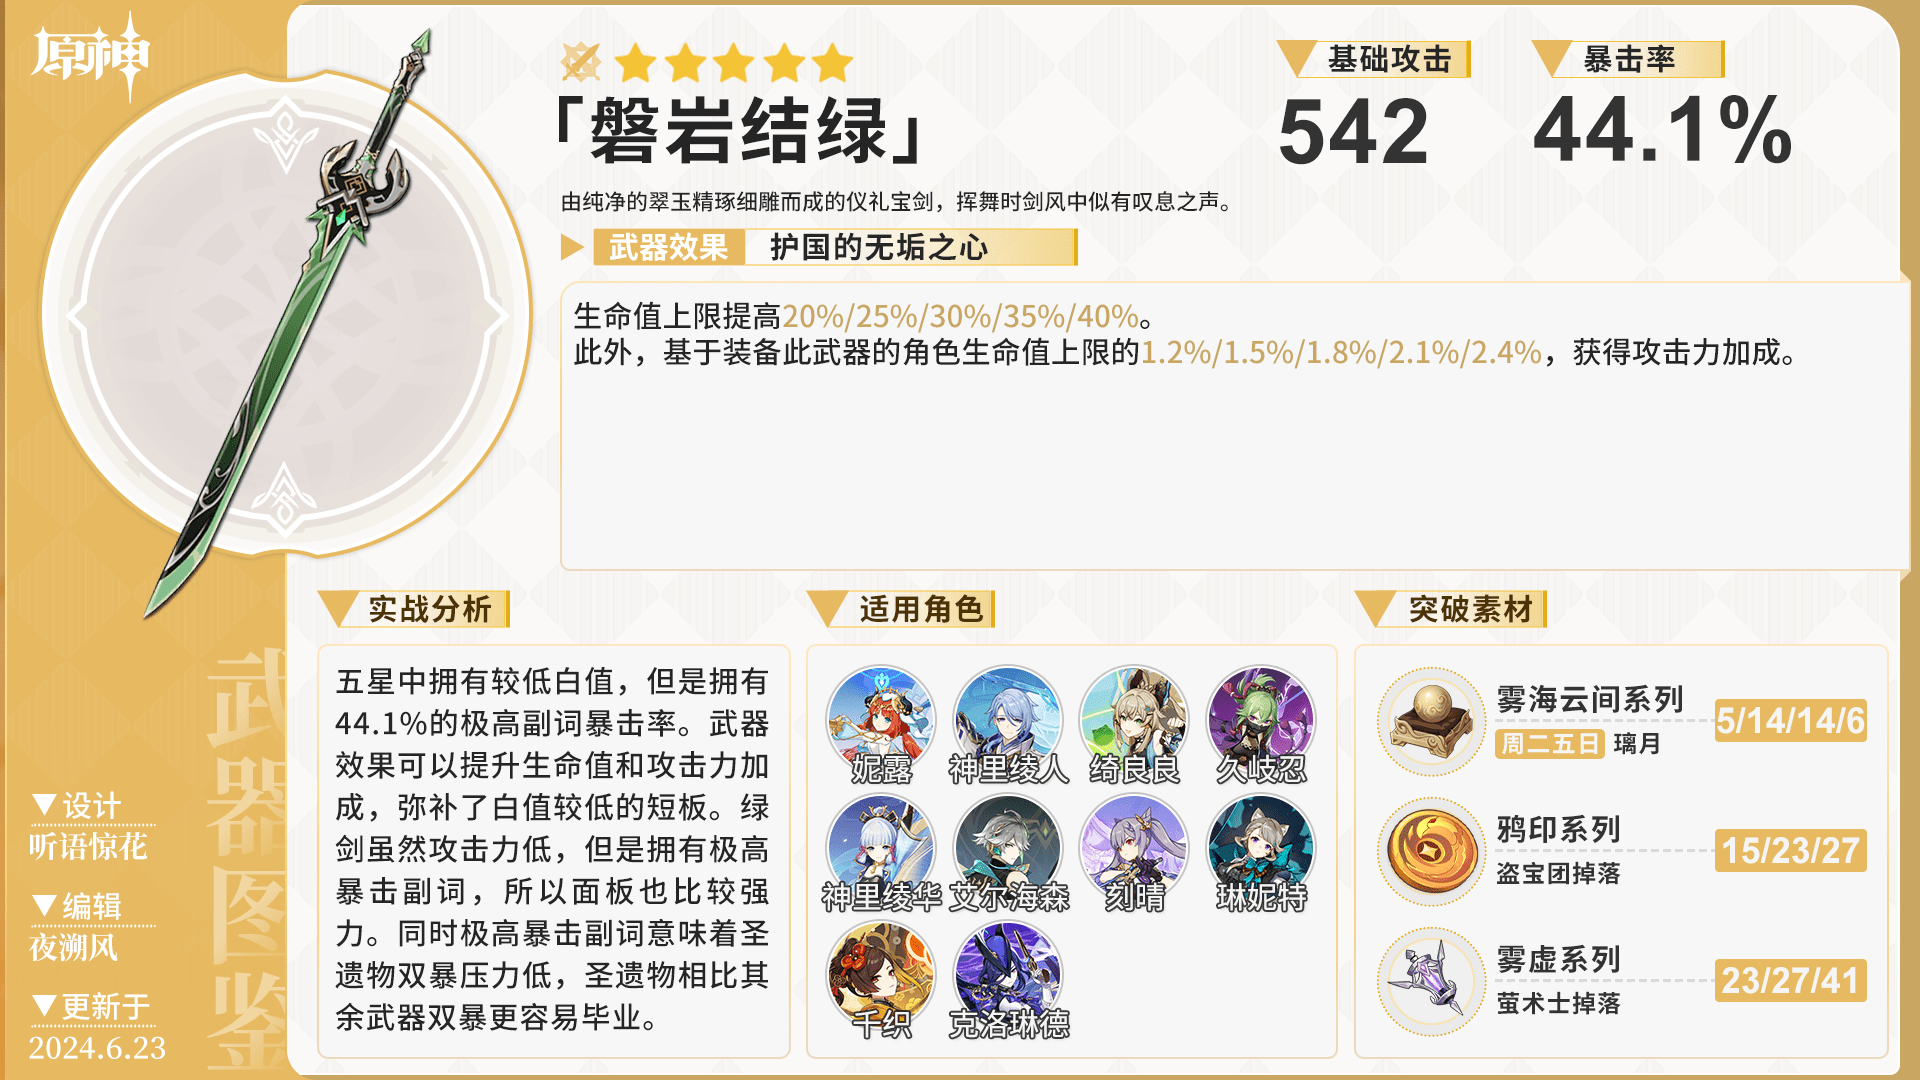 原神
「磐岩结绿」
基础攻击
542
暴击率
44.1%
由纯净的翠玉精琢细雕而成的仪礼宝剑，挥舞时剑风中似有叹息之声。
武器效果 护国的无垢之心
生命值上限提高20%/25%/30%/35%/40%。
此外，基于装备此武器的角色生命值上限的1.2%/1.5%/1.8%/2.1%/2.4%，获得攻击力加成。
实战分析
五星中拥有较低白值，但是拥有
44.1%的极高副词暴击率。武器
效果可以提升生命值和攻击力加
成，弥补了白值较低的短板。绿
剑虽然攻击力低，但是拥有极高
暴击副词，所以面板也比较强
力。同时极高暴击副词意味着圣
遗物双暴压力低，圣遗物相比其
余武器双暴更容易毕业。
适用角色
妮露 神里绫人 绮良良 久岐忍
神里绫华 艾尔海森 刻晴 琳妮特
千织 克洛琳德
突破素材
雾海云间系列
周二五日 璃月
5/14/14/6
鸦印系列
盗宝团掉落
15/23/27
雾虚系列
萤术士掉落
23/27/41
武器图鉴
▼设计
听语惊花
▼编辑
夜溯风
▼更新于
2024.6.23